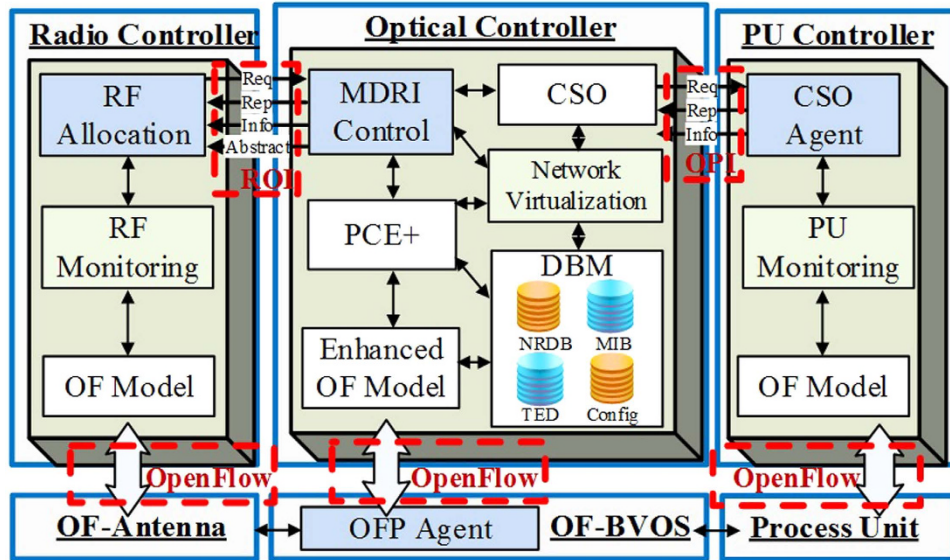 Radio Controller
RF
Allocation
RF
Monitoring
OF Model
Req
Rep
Info
Abstract
ROI
Optical Controller
MDRI
Control
CSO
Network
Virtualization
PCE+
DBM
NRDB
MIB
TED
Config
Enhanced
OF Model
Req
Rep
Info
OPI
PU Controller
CSO
Agent
PU
Monitoring
OF Model
OpenFlow
OpenFlow
OpenFlow
OF-Antenna
OFP Agent
OF-BVOS
Process Unit